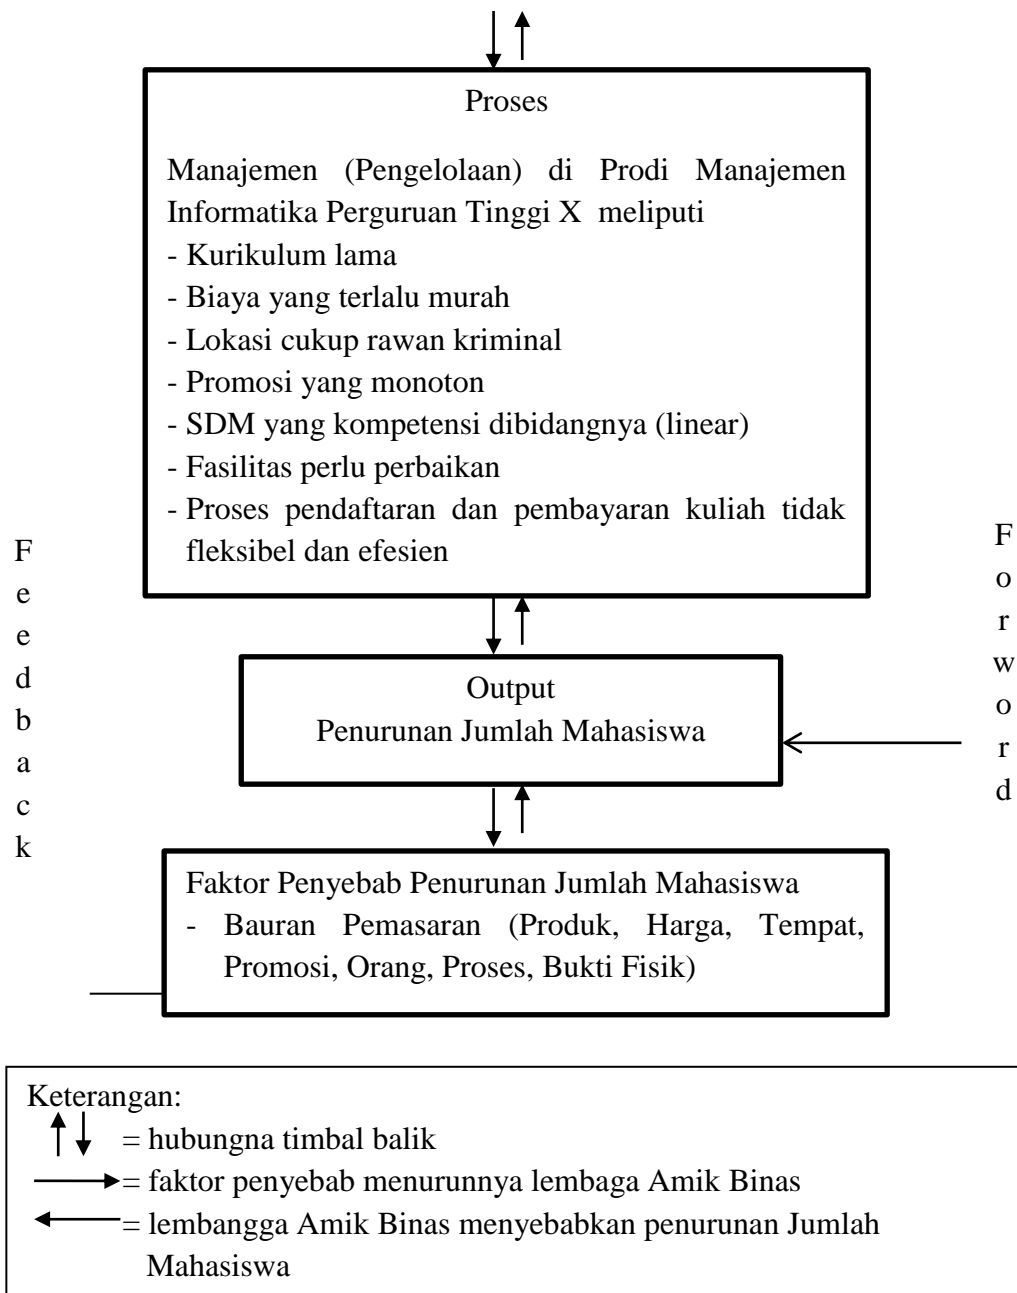 Proses
Manajemen (Pengelolaan) di Prodi Manajemen
Informatika Perguruan Tinggi X meliputi
- Kurikulum lama
- Biaya yang terlalu murah
- Lokasi cukup rawan kriminal
- Promosi yang monoton
- SDM yang kompetensi dibidangnya (linear)
- Fasilitas perlu perbaikan
- Proses pendaftaran dan pembayaran kuliah tidak
fleksibel dan efesien
Feedback
Forword
Output
Penurunan Jumlah Mahasiswa
Faktor Penyebab Penurunan Jumlah Mahasiswa
- Bauran Pemasaran (Produk, Harga, Tempat,
Promosi, Orang, Proses, Bukti Fisik)
Keterangan:
= hubungna timbal balik
= faktor penyebab menurunnya lembaga Amik Binas
= lembangga Amik Binas menyebabkan penurunan Jumlah
Mahasiswa